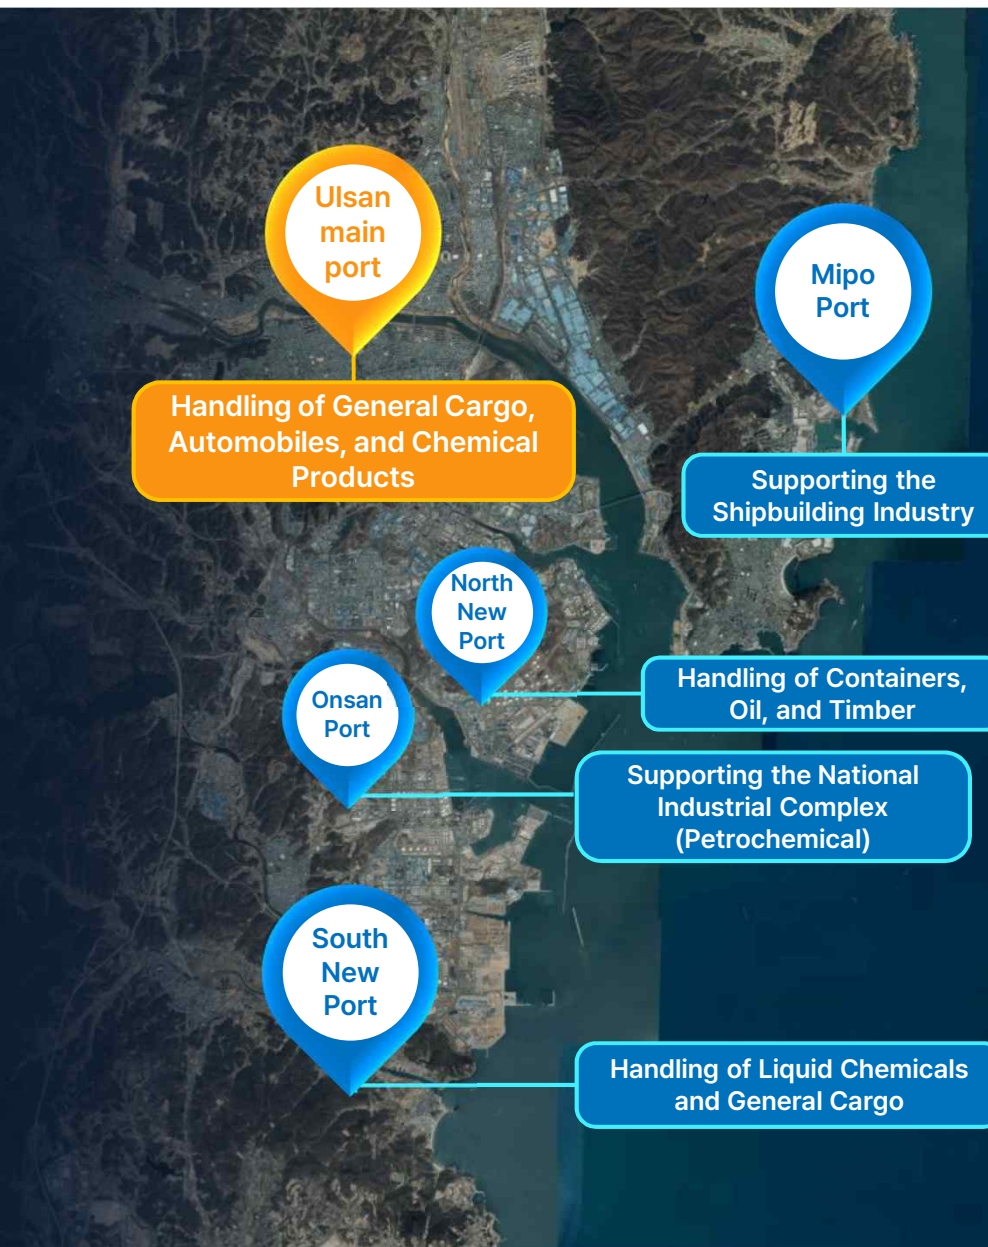 Ulsan
main
port
Handling of General Cargo,
Automobiles, and Chemical
Products
Mipo
Port
Supporting the
Shipbuilding Industry
North
New
Port
Handling of Containers,
Oil, and Timber
Onsan
Port
Supporting the National
Industrial Complex
(Petrochemical)
South
New
Port
Handling of Liquid Chemicals
and General Cargo